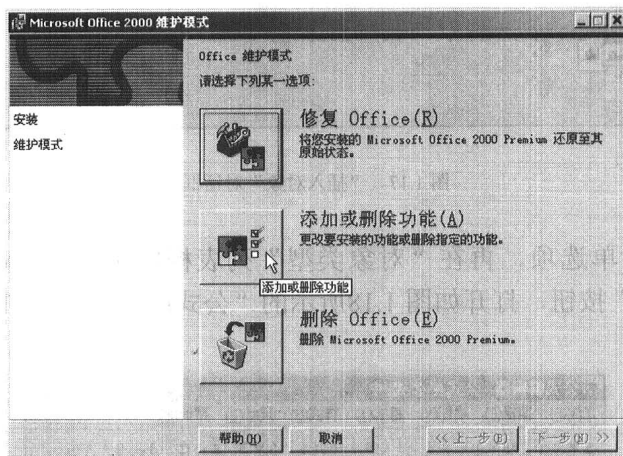 Microsoft Office 2000 维护模式
安装
维护模式
Office 维护模式
请选择下列某一选项:
修复 Office(R)
将您安装的 Microsoft Office 2000 Premium 还原至其
原始状态。
添加或删除功能(A)
更改要安装的功能或删除指定的功能。
添加或删除功能
删除 Office(E)
删除 Microsoft Office 2000 Premium。
帮助(H)
取消
<< 上一步(B)
下一步(N) >>